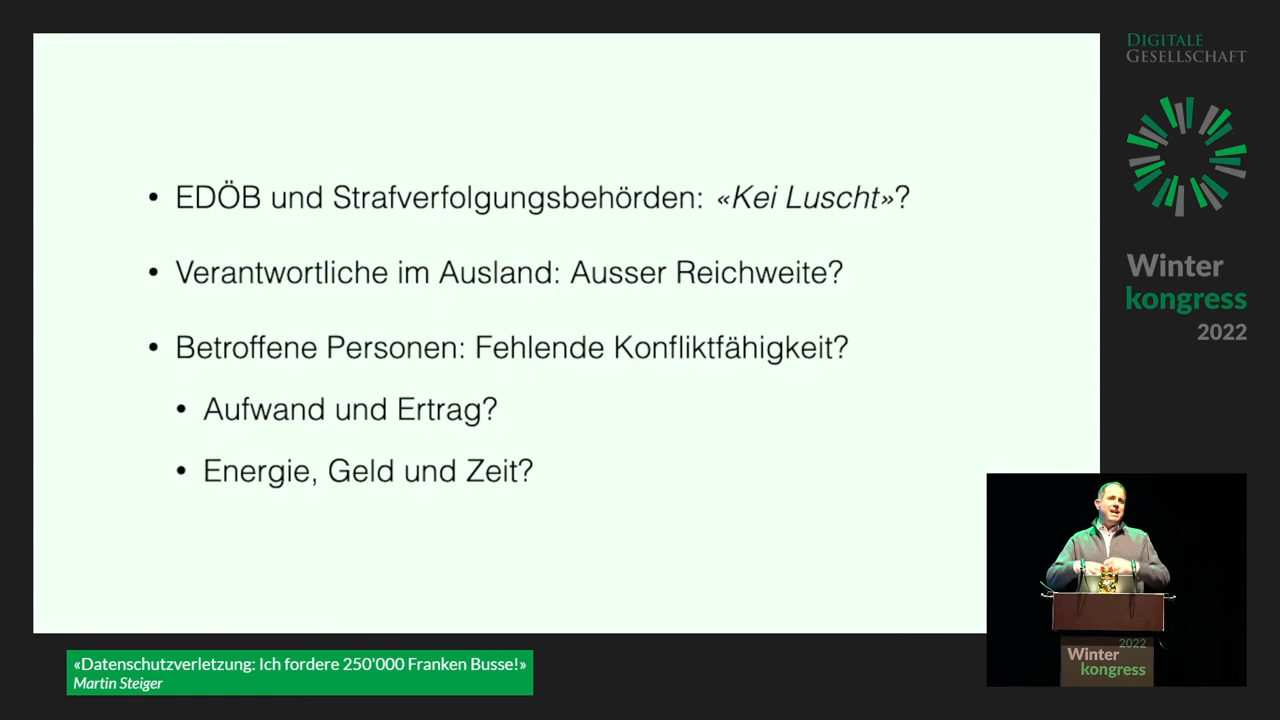 • EDÖB und Strafverfolgungsbehörden: «Kei Luscht»?
• Verantwortliche im Ausland: Ausser Reichweite?
• Betroffene Personen: Fehlende Konfliktfähigkeit?
• Aufwand und Ertrag?
• Energie, Geld und Zeit?
DIGITALE
GESELLSCHAFT
Winter
kongress
2022
2022
Winter
kongress
«Datenschutzverletzung: Ich fordere 250'000 Franken Busse!»
Martin Steiger